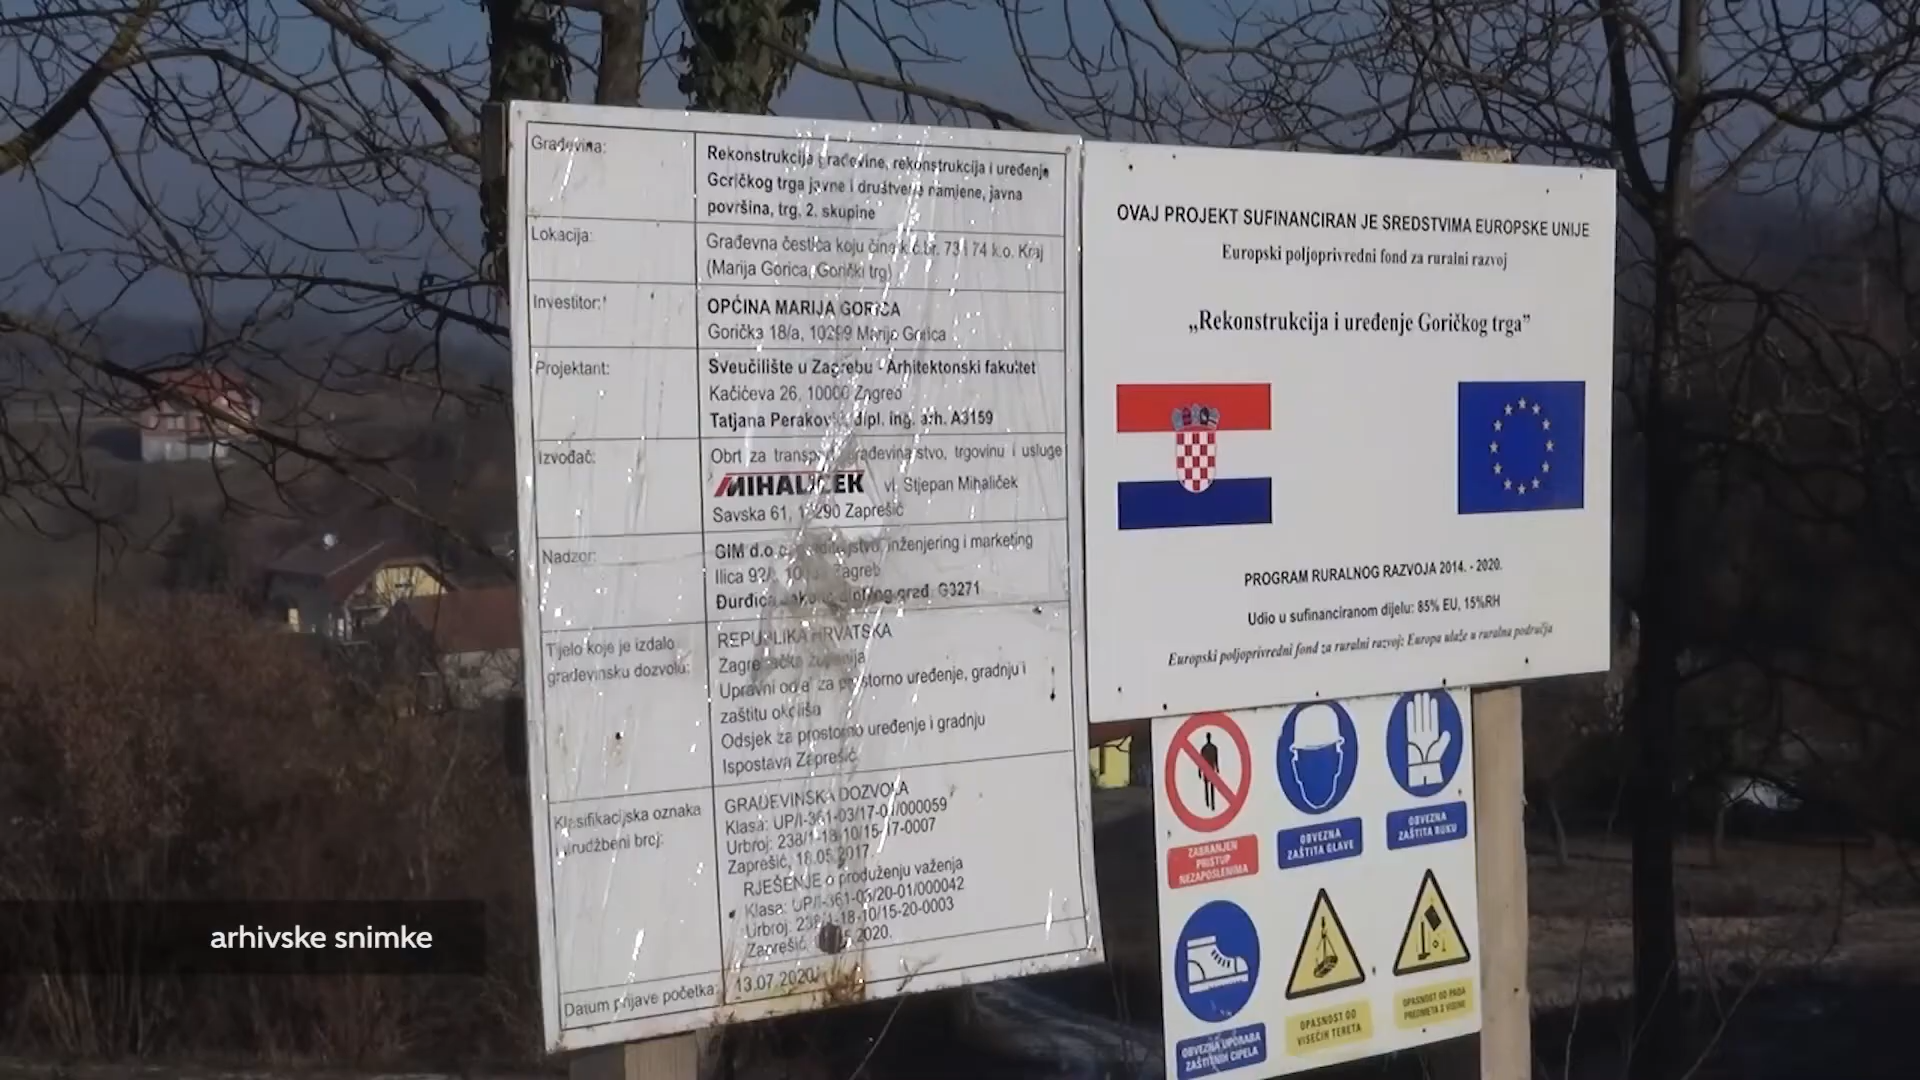 Građevina:
Rekonstrukcija građevine, rekonstrukcija i uređenje
Goričkog trga javne i društvene namjene, javna
površina, trg, 2. skupine
Lokacija:
Građevna čestica koju čine k.č.br. 73 i 74 k.o. Kraj
(Marija Gorica, Gorički trg)
Investitor:
OPĆINA MARIJA GORICA
Gorička 18/a, 10299 Marija Gorica
Projektant:
Sveučilište u Zagrebu - Arhitektonski fakultet
Kačićeva 26, 10000 Zagreb
Tatjana Peraković, dipl. ing. arh. A3159
Izvođač:
Obrt za transport, građevinarstvo, trgovinu i usluge
MIHALIČEK vl. Stjepan Mihaliček
Savska 61, 10290 Zaprešić
Nadzor:
GIM d.o.o. inženjering i marketing
Ilica 92/ Zagreb
Đurđica ing.građ. G3271
Tijelo koje je izdalo
građevinsku dozvolu:
REPUBLIKA HRVATSKA
Zagrebačka županija
Upravni odjel za prostorno uređenje, gradnju i
zaštitu okoliša
Odsjek za prostorno uređenje i gradnju
Ispostava Zaprešić
Klasifikacijska oznaka
i urudžbeni broj:
GRAĐEVINSKA DOZVOLA
Klasa: UP/I-361-03/17-01/000059
Urbroj: 238/1-18-10/15-17-0007
Zaprešić, 18.05.2017.
RJEŠENJE o produženju važenja
Klasa: UP/I-361-03/20-01/000042
Urbroj: 238/1-18-10/15-20-0003
Zaprešić, 2020.
Datum prijave početka:
13.07.2020.
OVAJ PROJEKT SUFINANCIRAN JE SREDSTVIMA EUROPSKE UNIJE
Europski poljoprivredni fond za ruralni razvoj
„Rekonstrukcija i uređenje Goričkog trga”
PROGRAM RURALNOG RAZVOJA 2014. - 2020.
Udio u sufinanciranom dijelu: 85% EU, 15%RH
Europski poljoprivredni fond za ruralni razvoj: Europa ulaže u ruralna područja
ZABRANJEN
PRISTUP
NEZAPOSLENIMA
OBVEZNA
ZAŠTITA GLAVE
OBVEZNA
ZAŠTITA RUKU
OBVEZNA UPORABA
ZAŠTITNIH CIPELA
OPASNOST OD
VISEĆIH TERETA
OPASNOST OD PADA
PREDMETA S VISINE
arhivske snimke